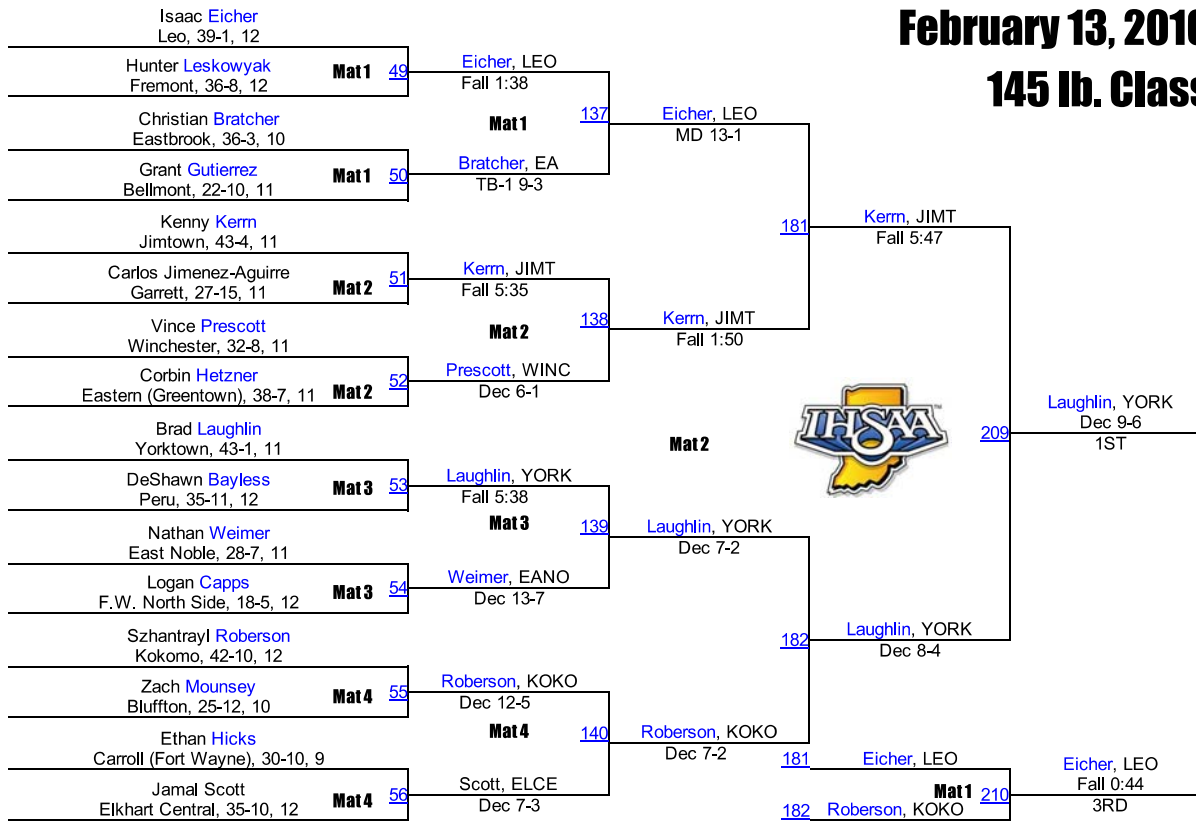 February 13, 2016
145 lb. Class
Isaac Eicher
Leo, 39-1, 12
Hunter Leskowyak
Fremont, 36-8, 12
Mat 1 49
Eicher, LEO
Fall 1:38
Christian Bratcher
Eastbrook, 36-3, 10
Mat 1
137
Eicher, LEO
MD 13-1
Grant Gutierrez
Bellmont, 22-10, 11
Mat 1 50
Bratcher, EA
TB-1 9-3
Kenny Kerrn
Jimtown, 43-4, 11
181
Kerrn, JIMT
Fall 5:47
Carlos Jimenez-Aguirre
Garrett, 27-15, 11
Mat 2 51
Kerrn, JIMT
Fall 5:35
Vince Prescott
Winchester, 32-8, 11
Mat 2
138
Kerrn, JIMT
Fall 1:50
Corbin Hetzner
Eastern (Greentown), 38-7, 11
Mat 2 52
Prescott, WINC
Dec 6-1
IHSAA
Mat 2
209
Laughlin, YORK
Dec 9-6
1ST
Brad Laughlin
Yorktown, 43-1, 11
DeShawn Bayless
Peru, 35-11, 12
Mat 3 53
Laughlin, YORK
Fall 5:38
Nathan Weimer
East Noble, 28-7, 11
Mat 3
139
Laughlin, YORK
Dec 7-2
Logan Capps
F.W. North Side, 18-5, 12
Mat 3 54
Weimer, EANO
Dec 13-7
Szhantrayl Roberson
Kokomo, 42-10, 12
182
Laughlin, YORK
Dec 8-4
Zach Mounsey
Bluffton, 25-12, 10
Mat 4 55
Roberson, KOKO
Dec 12-5
Ethan Hicks
Carroll (Fort Wayne), 30-10, 9
Mat 4
140
Roberson, KOKO
Dec 7-2
Jamal Scott
Elkhart Central, 35-10, 12
Mat 4 56
Scott, ELCE
Dec 7-3
181 Eicher, LEO
Mat 1 210
182 Roberson, KOKO
Eicher, LEO
Fall 0:44
3RD